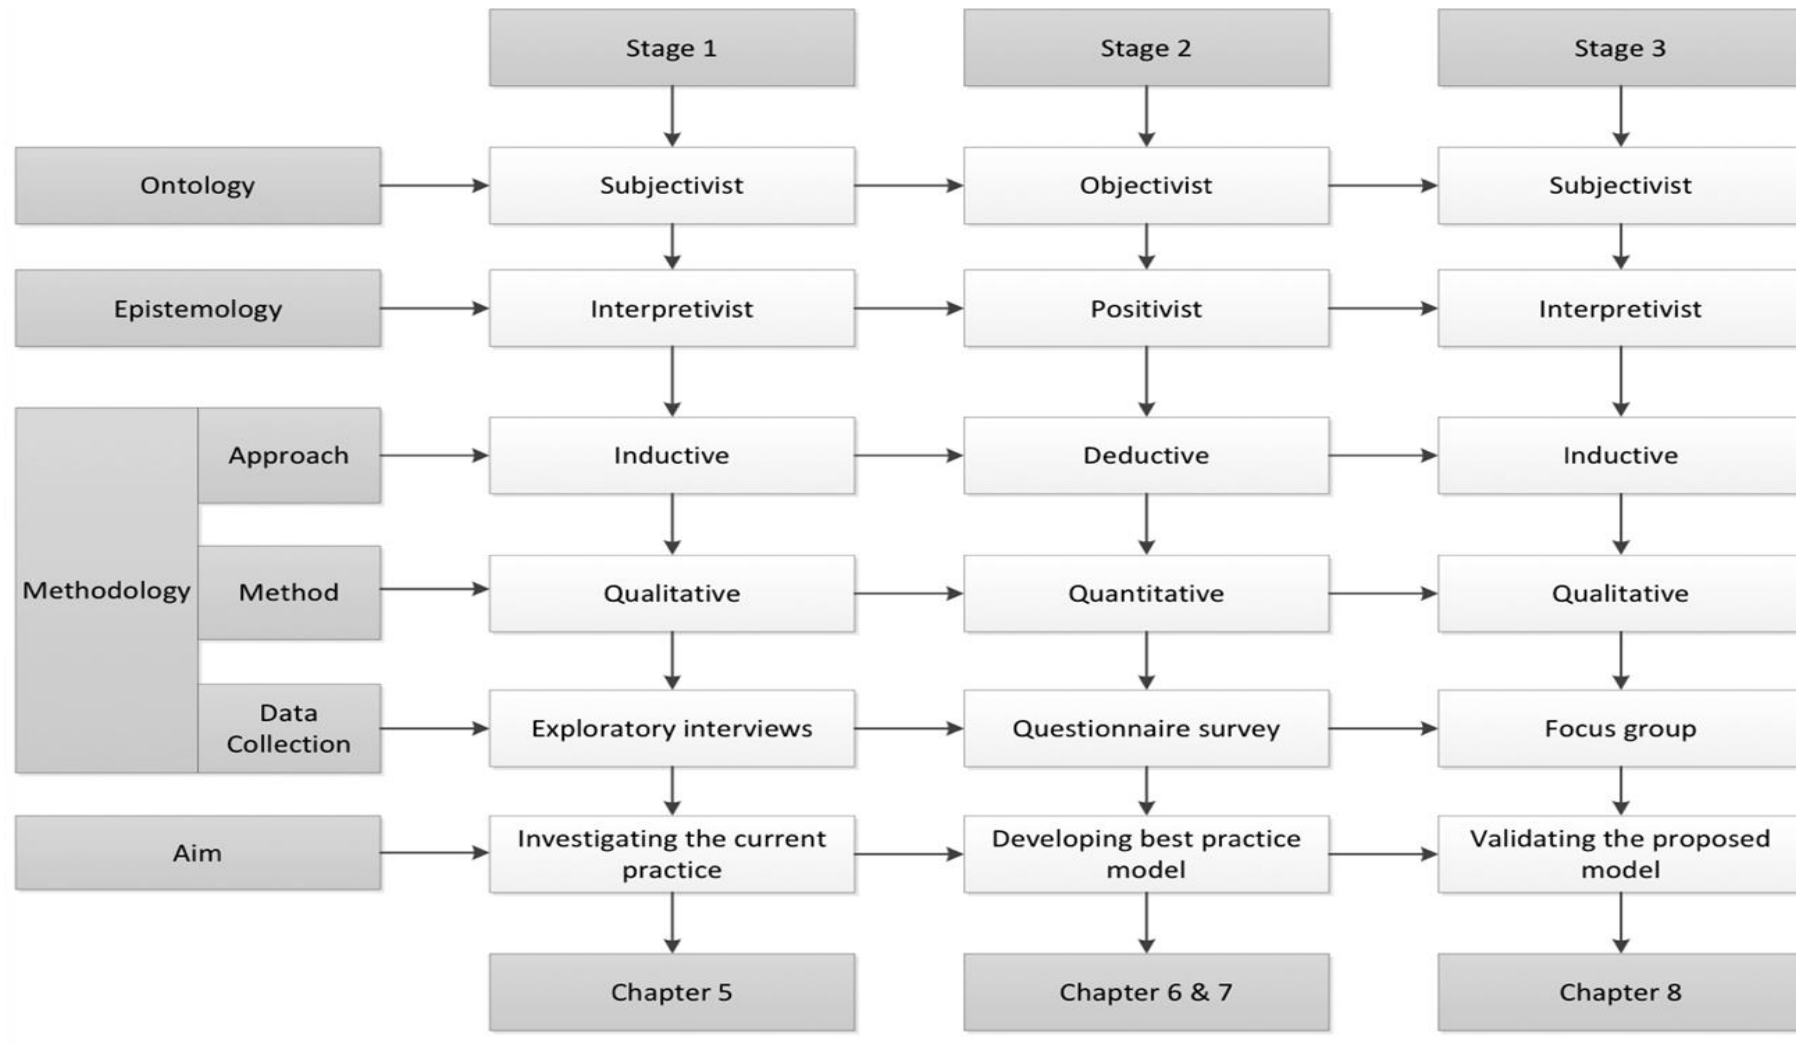 Stage 1
Stage 2
Stage 3
Ontology
Subjectivist
Objectivist
Subjectivist
Epistemology
Interpretivist
Positivist
Interpretivist
Methodology
Approach
Inductive
Deductive
Inductive
Method
Qualitative
Quantitative
Qualitative
Data
Collection
Exploratory interviews
Questionnaire survey
Focus group
Aim
Investigating the current
practice
Developing best practice
model
Validating the proposed
model
Chapter 5
Chapter 6 & 7
Chapter 8